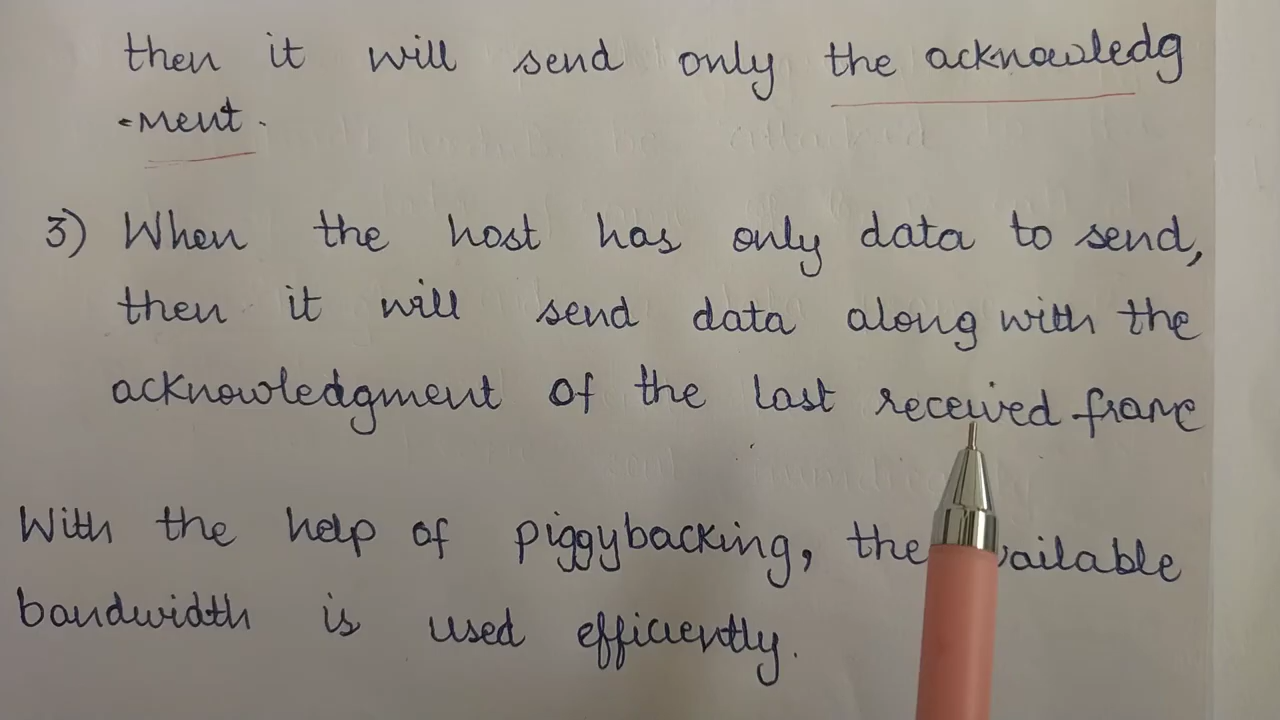 then it will send only the acknowledg
-ment.
3) When the host has only data to send,
then it will send data along with the
acknowledgment of the last received frame
With the help of piggybacking, the vailable
bandwidth is used efficiently.